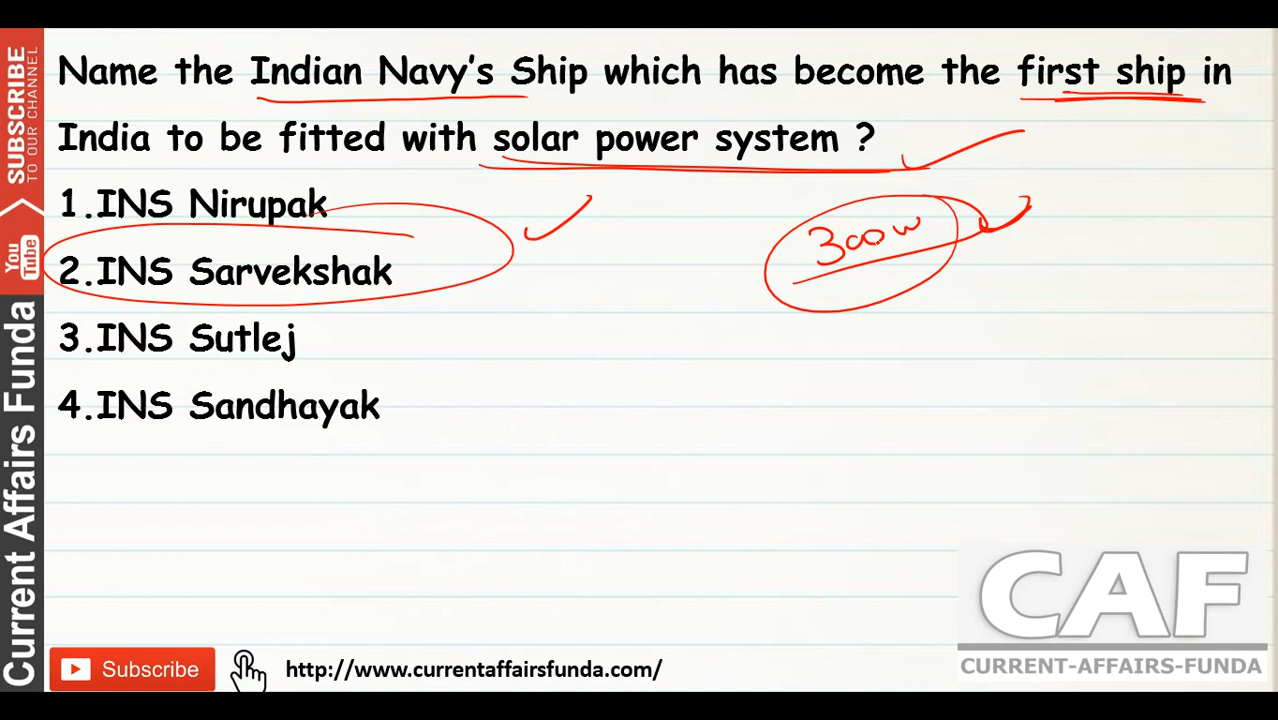 Name the Indian Navy's Ship which has become the first ship in
India to be fitted with solar power system ?
1.INS Nirupak
300w
2.INS Sarvekshak
3.INS Sutlej
4.INS Sandhayak
SUBSCRIBE
TO OUR CHANNEL
You
Tube
Current Affairs Funda
CAF
CURRENT-AFFAIRS-FUNDA
Subscribe
http://www.currentaffairsfunda.com/